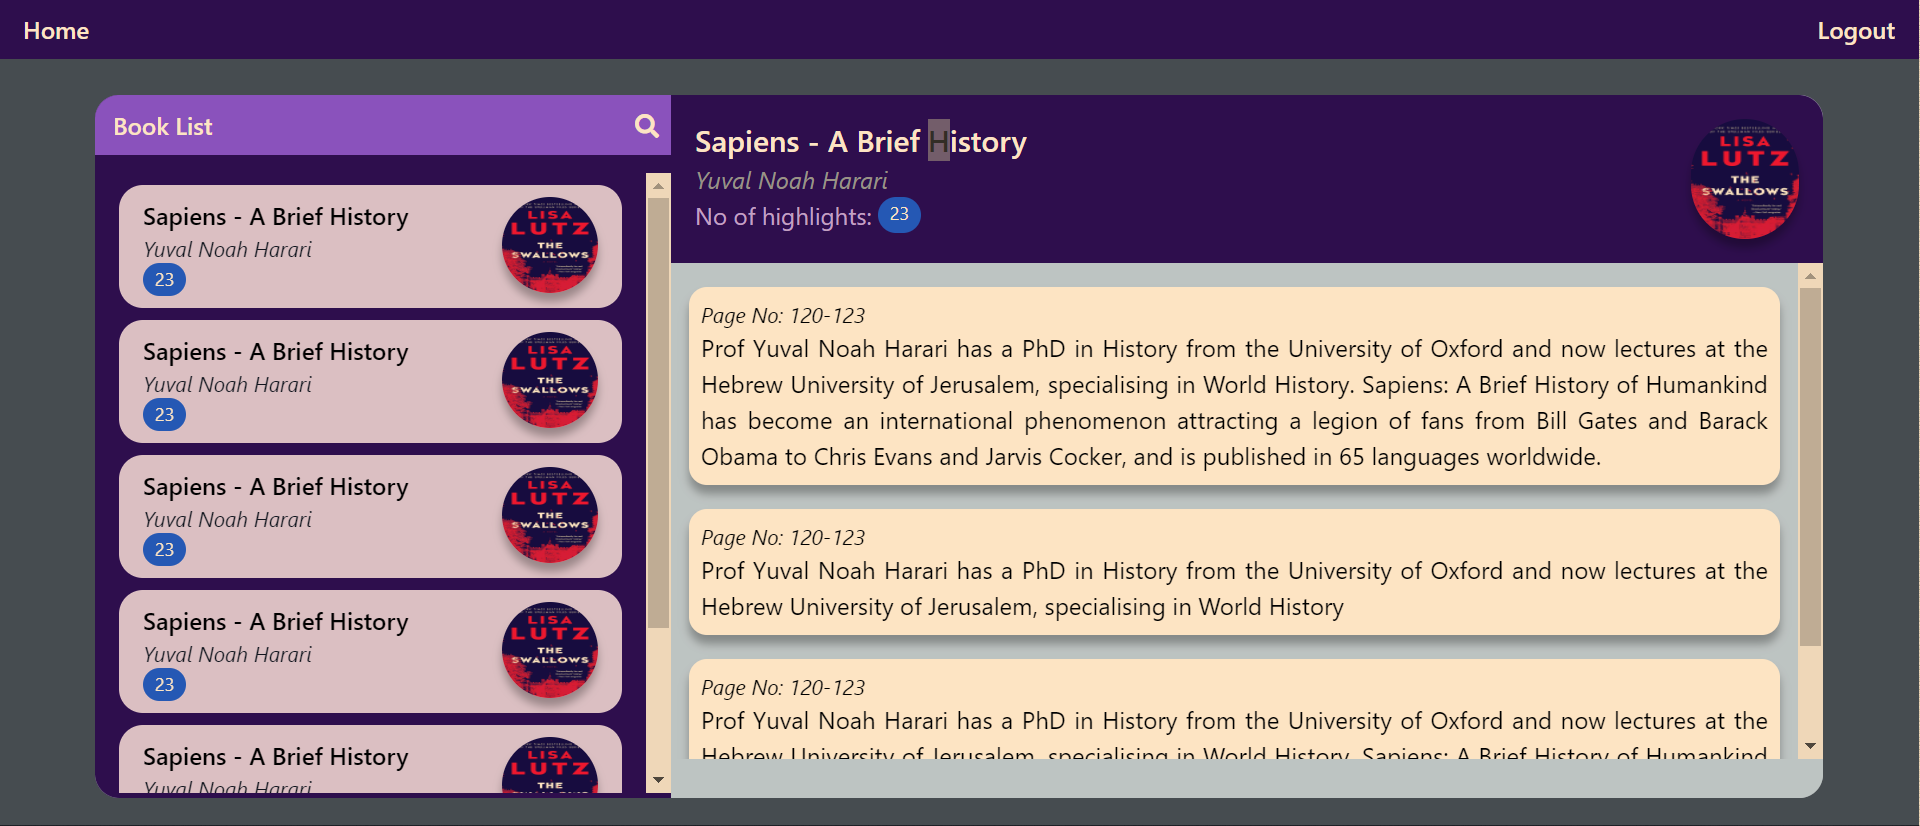 Home
Logout
Book List
Sapiens - A Brief History
Yuval Noah Harari
23
LISA
LUTZ
THE
SWALLOWS
Sapiens - A Brief History
Yuval Noah Harari
23
LISA
LUTZ
THE
SWALLOWS
Sapiens - A Brief History
Yuval Noah Harari
23
LISA
LUTZ
THE
SWALLOWS
Sapiens - A Brief History
Yuval Noah Harari
23
LISA
LUTZ
THE
SWALLOWS
Sapiens - A Brief History
Yuval Noah Harari
LISA
LUTZ
THE
Sapiens - A Brief History
Yuval Noah Harari
No of highlights: 23
LISA
LUTZ
THE
SWALLOWS
Page No: 120-123
Prof Yuval Noah Harari has a PhD in History from the University of Oxford and now lectures at the
Hebrew University of Jerusalem, specialising in World History. Sapiens: A Brief History of Humankind
has become an international phenomenon attracting a legion of fans from Bill Gates and Barack
Obama to Chris Evans and Jarvis Cocker, and is published in 65 languages worldwide.
Page No: 120-123
Prof Yuval Noah Harari has a PhD in History from the University of Oxford and now lectures at the
Hebrew University of Jerusalem, specialising in World History
Page No: 120-123
Prof Yuval Noah Harari has a PhD in History from the University of Oxford and now lectures at the
Hebrew University of Jerusalem, specialising in World History. Sapiens: A Brief History of Humankind